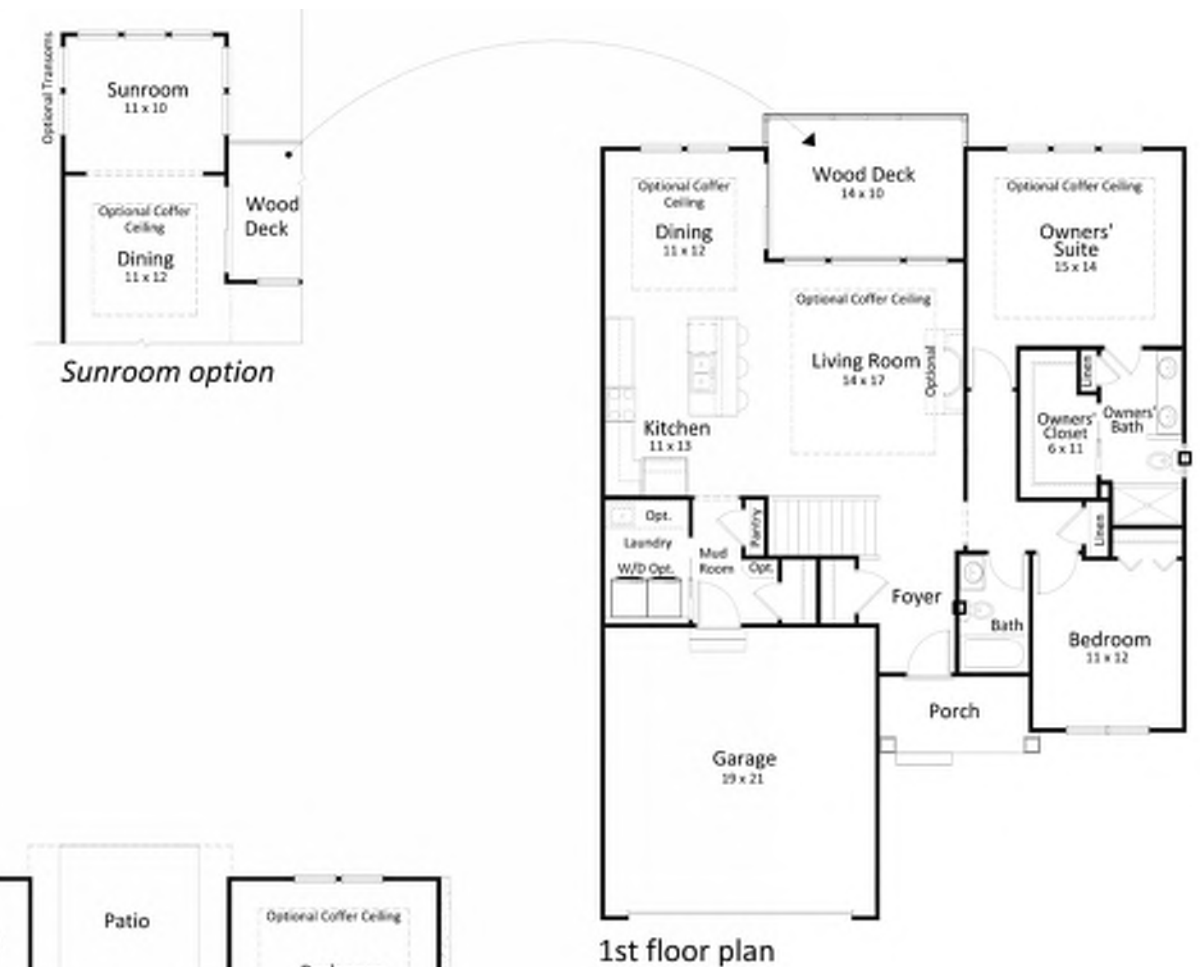 Optional Transoms
Sunroom
11 x 10
Optional Coffer
Ceiling
Dining
11 x 12
Wood
Deck
Sunroom option
Optional Coffer
Ceiling
Dining
11 x 12
Wood Deck
14 x 10
Optional Coffer Ceiling
Owners'
Suite
15 x 14
Optional Coffer Ceiling
Living Room
14 x 17
Optional
Kitchen
11 x 13
Linen
Owners'
Closet
6 x 11
Owners'
Bath
Opt.
Laundry
W/D Opt.
Mud
Room
Pantry
Opt.
Linen
Foyer
Bath
Bedroom
11 x 12
Porch
Garage
19 x 21
1st floor plan
Patio
Optional Coffer Ceiling